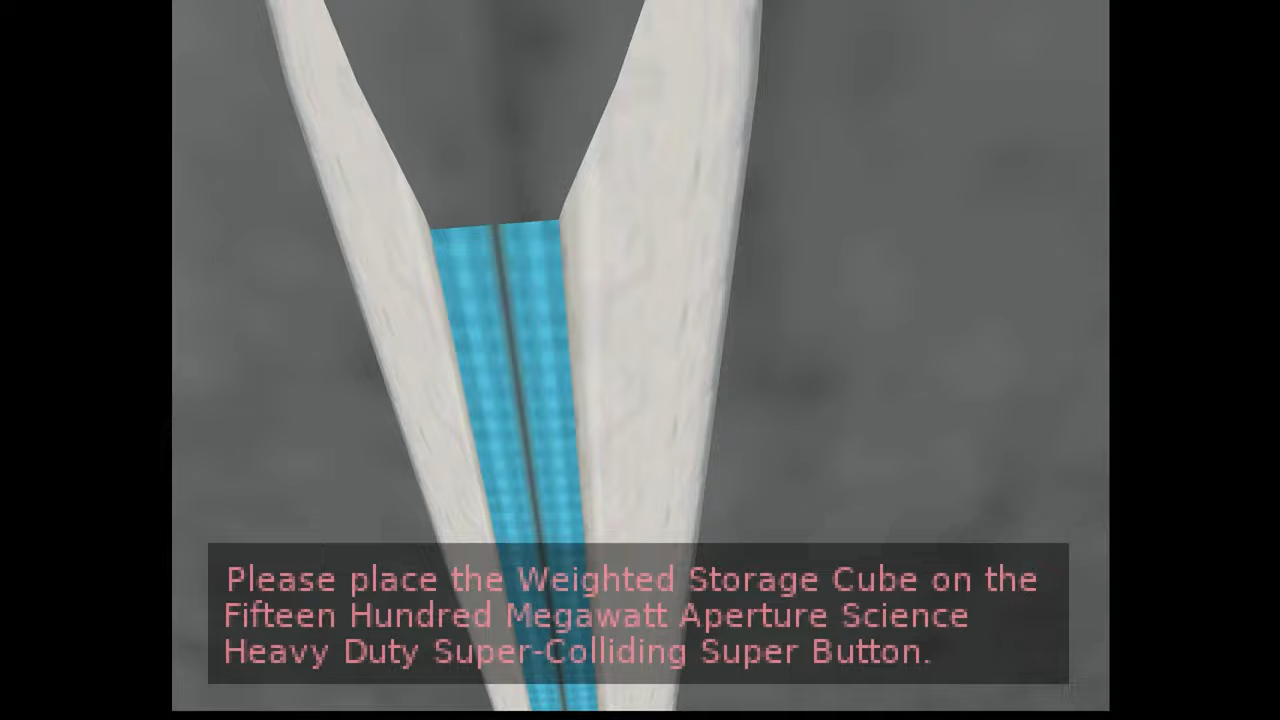 Please place the Weighted Storage Cube on the
Fifteen Hundred Megawatt Aperture Science
Heavy Duty Super-Colliding Super Button.